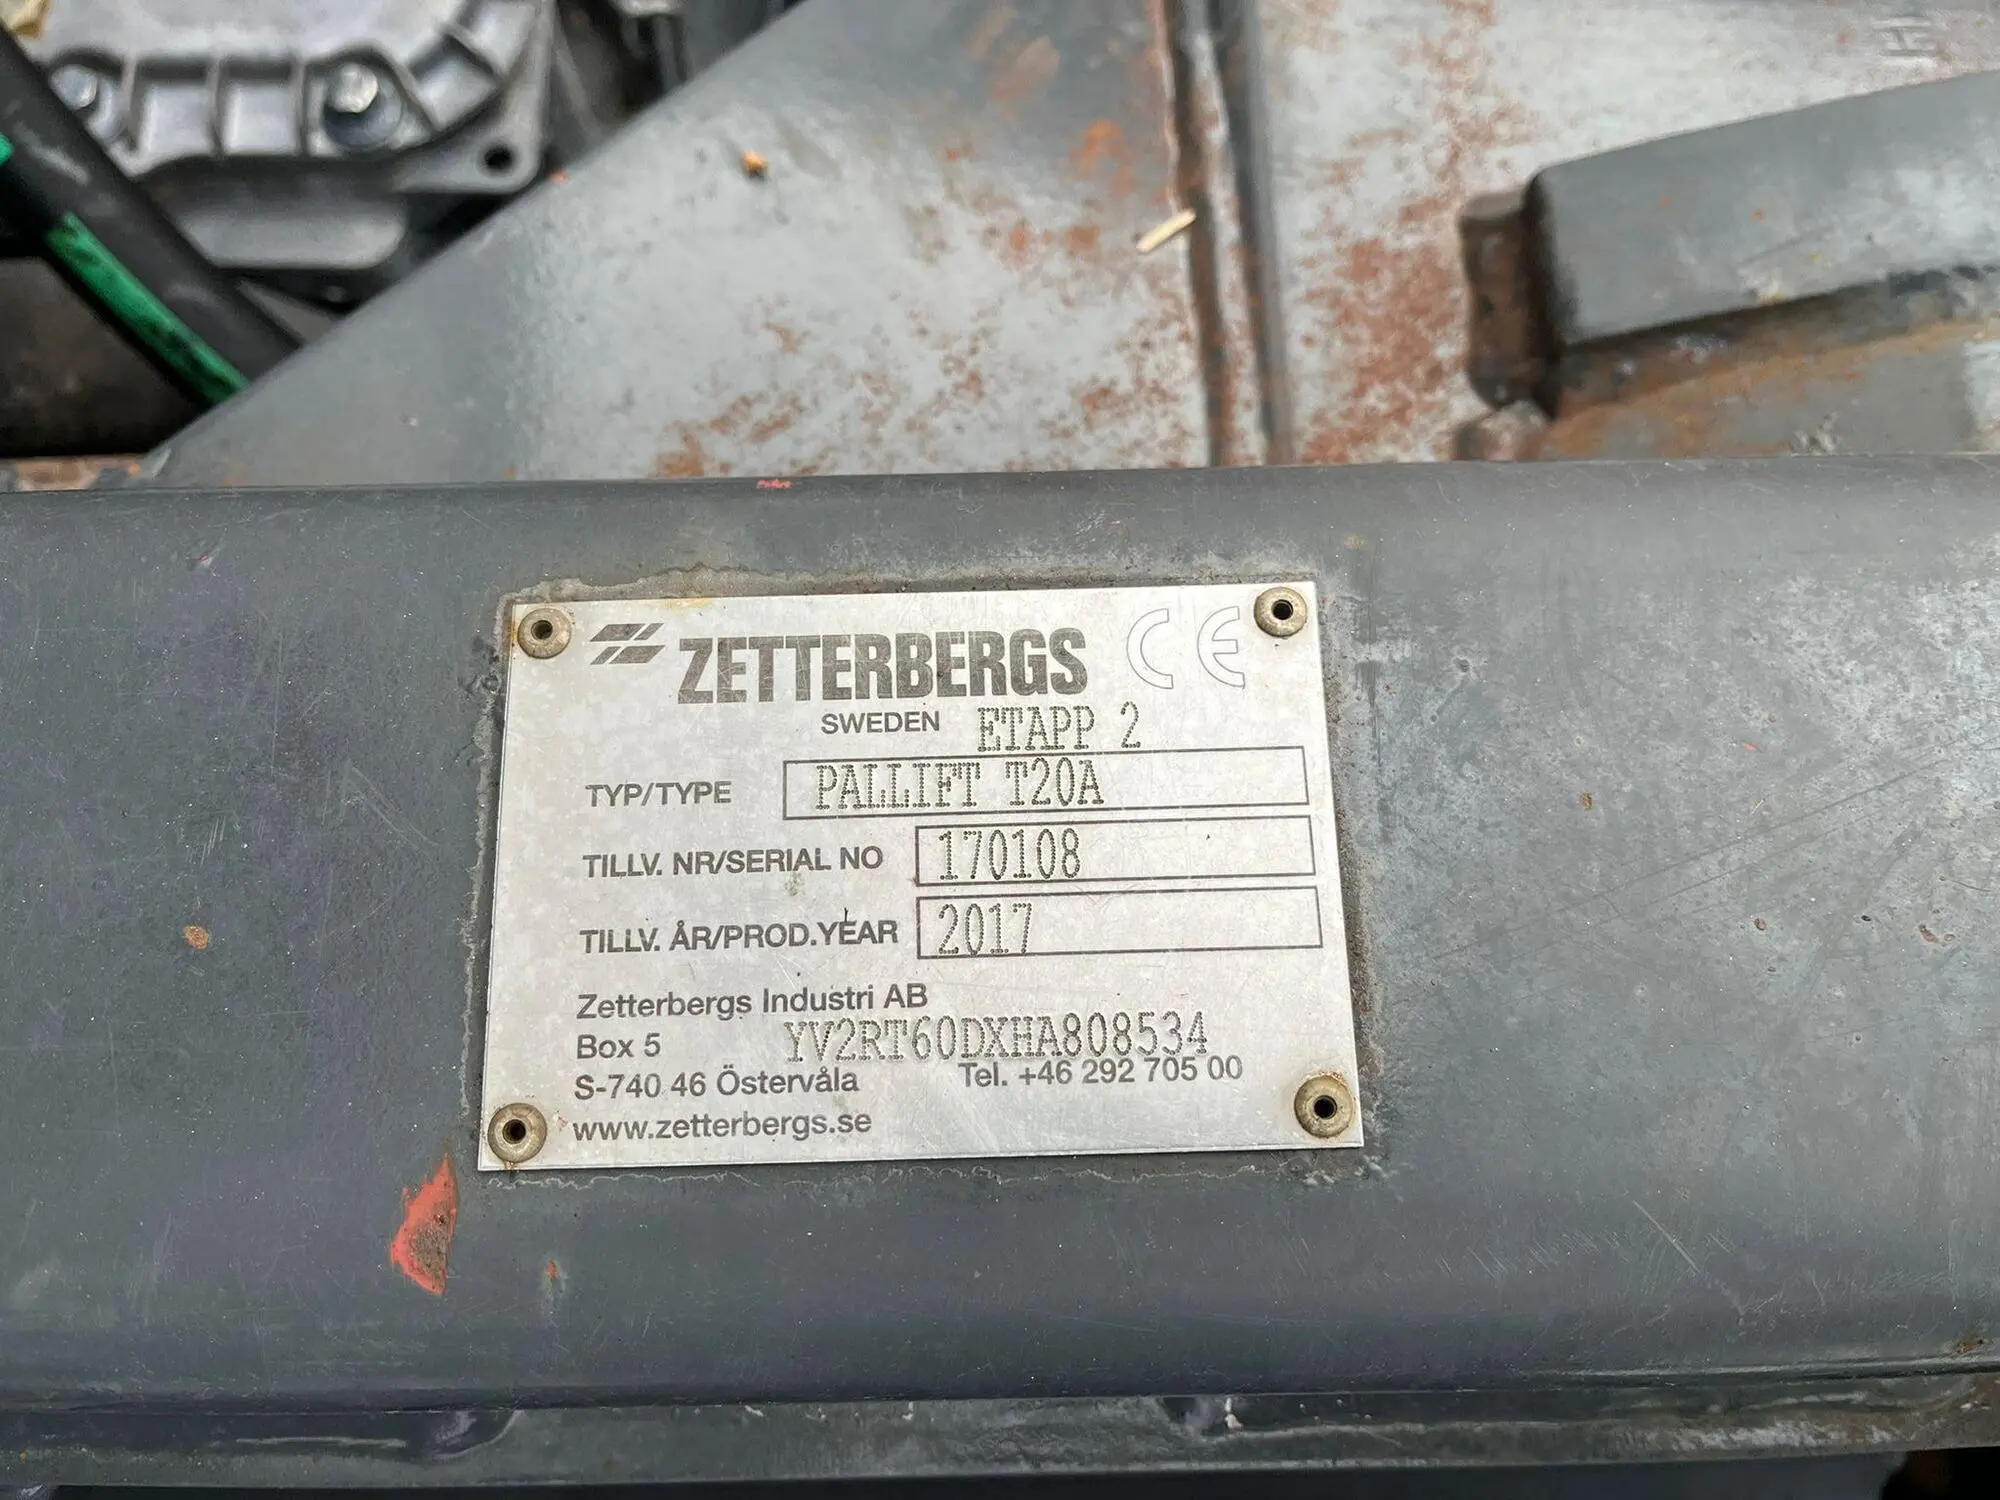 ZETTERBERGS CE
SWEDEN ETAPP 2
TYP/TYPE PALLIFT T20A
TILLV. NR/SERIAL NO 170108
TILLV. ÅR/PROD.YEAR 2017
Zetterbergs Industri AB
Box 5 YV2RT60DXHA808534
S-740 46 Östervåla Tel. +46 292 705 00
www.zetterbergs.se